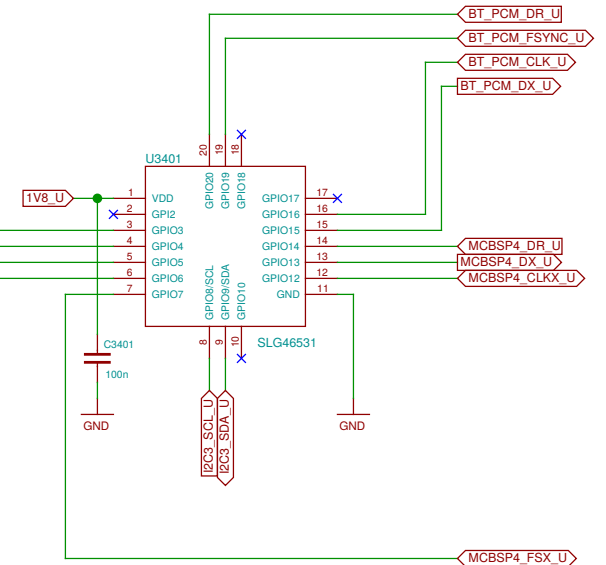 BT_PCM_DR_U
BT_PCM_FSYNC_U
BT_PCM_CLK_U
BT_PCM_DX_U
20
19
18
U3401
GPIO20
GPIO19
GPIO18
1V8_U
1
VDD
GPIO17
17
2
GPI2
GPIO16
16
3
GPIO3
GPIO15
15
4
GPIO4
GPIO14
14
MCBSP4_DR_U
5
GPIO5
GPIO13
13
MCBSP4_DX_U
6
GPIO6
GPIO12
12
MCBSP4_CLKX_U
7
GPIO7
GND
11
GPIO8/SCL
GPIO9/SDA
GPIO10
8
9
10
SLG46531
C3401
100n
GND
GND
I2C3_SCL_U
I2C3_SDA_U
MCBSP4_FSX_U